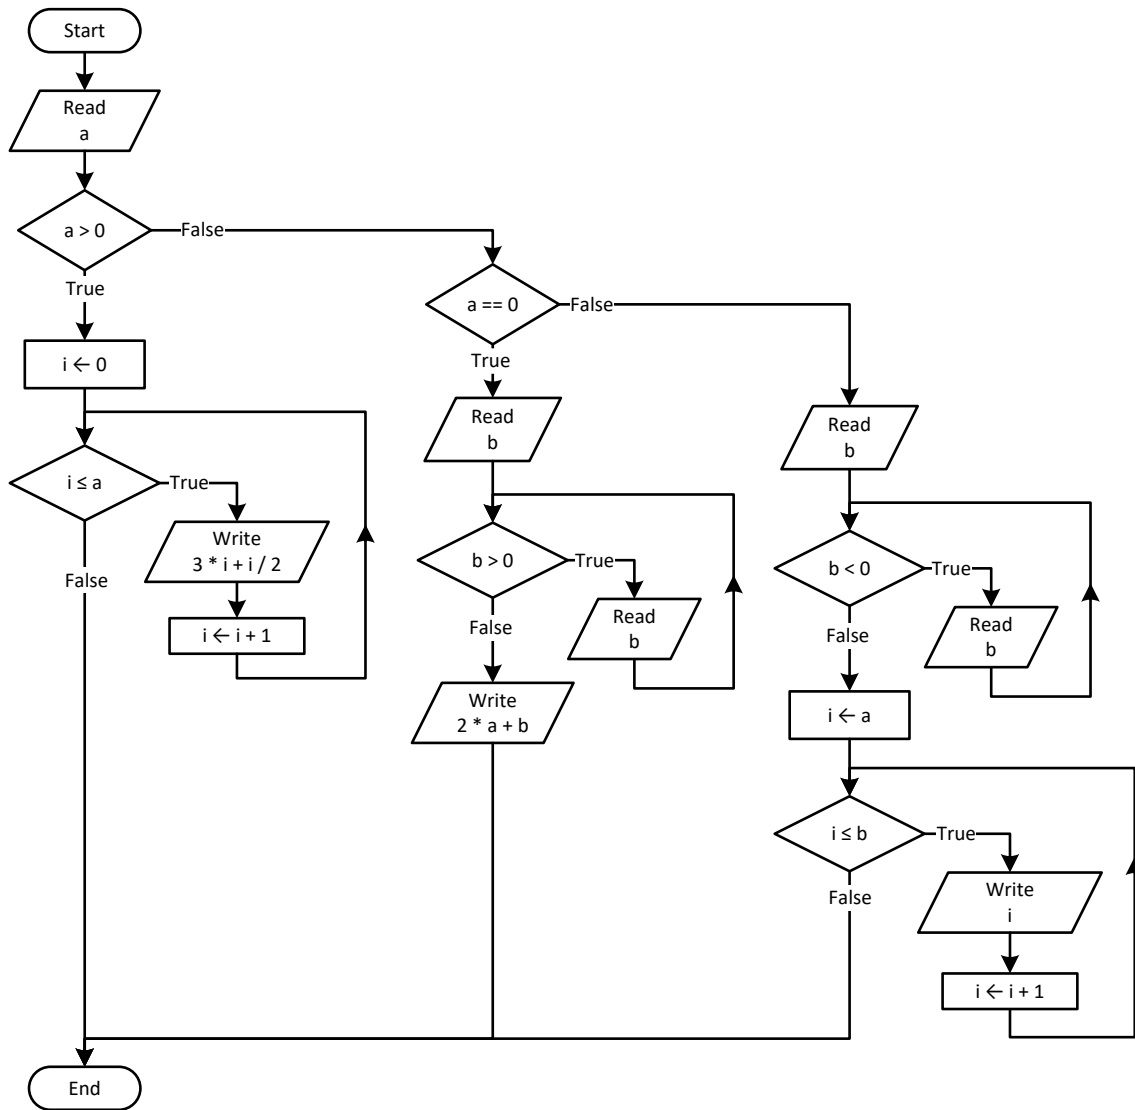 Start
Read
a
a > 0
False
True
i ← 0
i ≤ a
True
Write
3 * i + i / 2
i ← i + 1
False
a == 0
False
True
Read
b
b > 0
True
Read
b
False
Write
2 * a + b
Read
b
b < 0
True
Read
b
False
i ← a
i ≤ b
True
Write
i
i ← i + 1
False
End